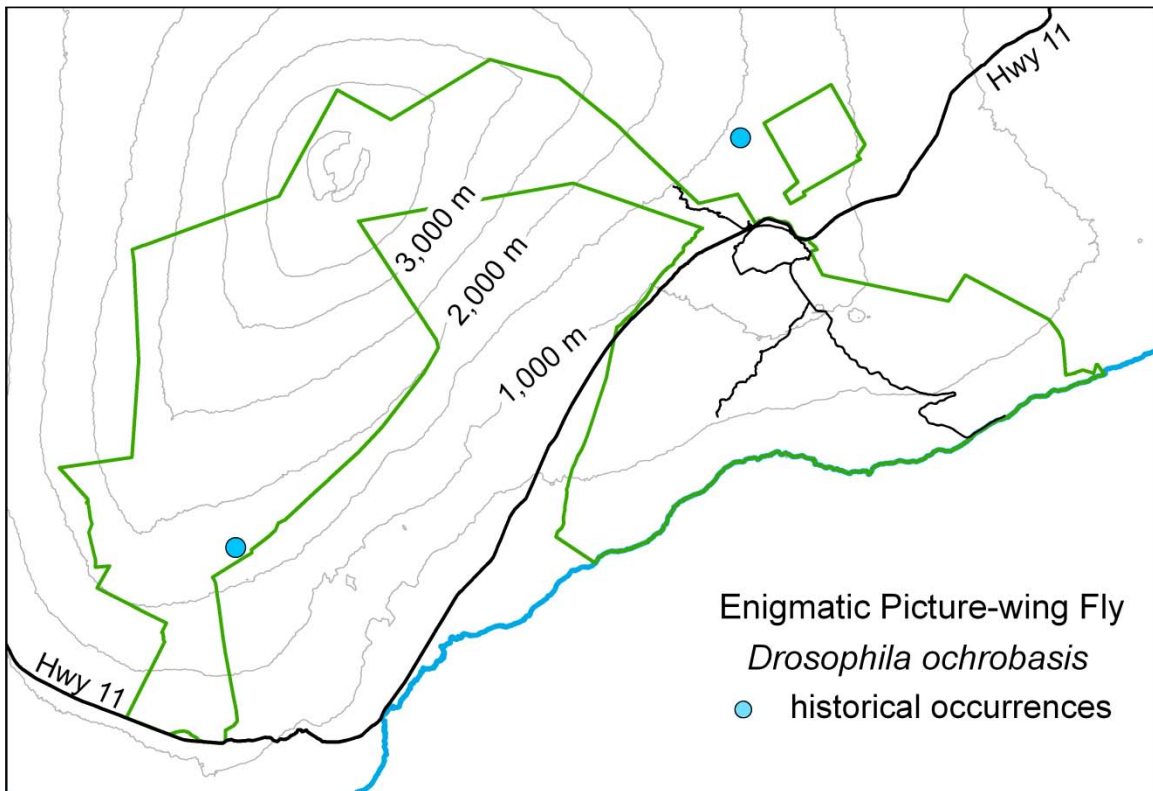 Hwy 11
3,000 m
2,000 m
1,000 m
Hwy 11
Enigmatic Picture-wing Fly
Drosophila ochrobasis
historical occurrences